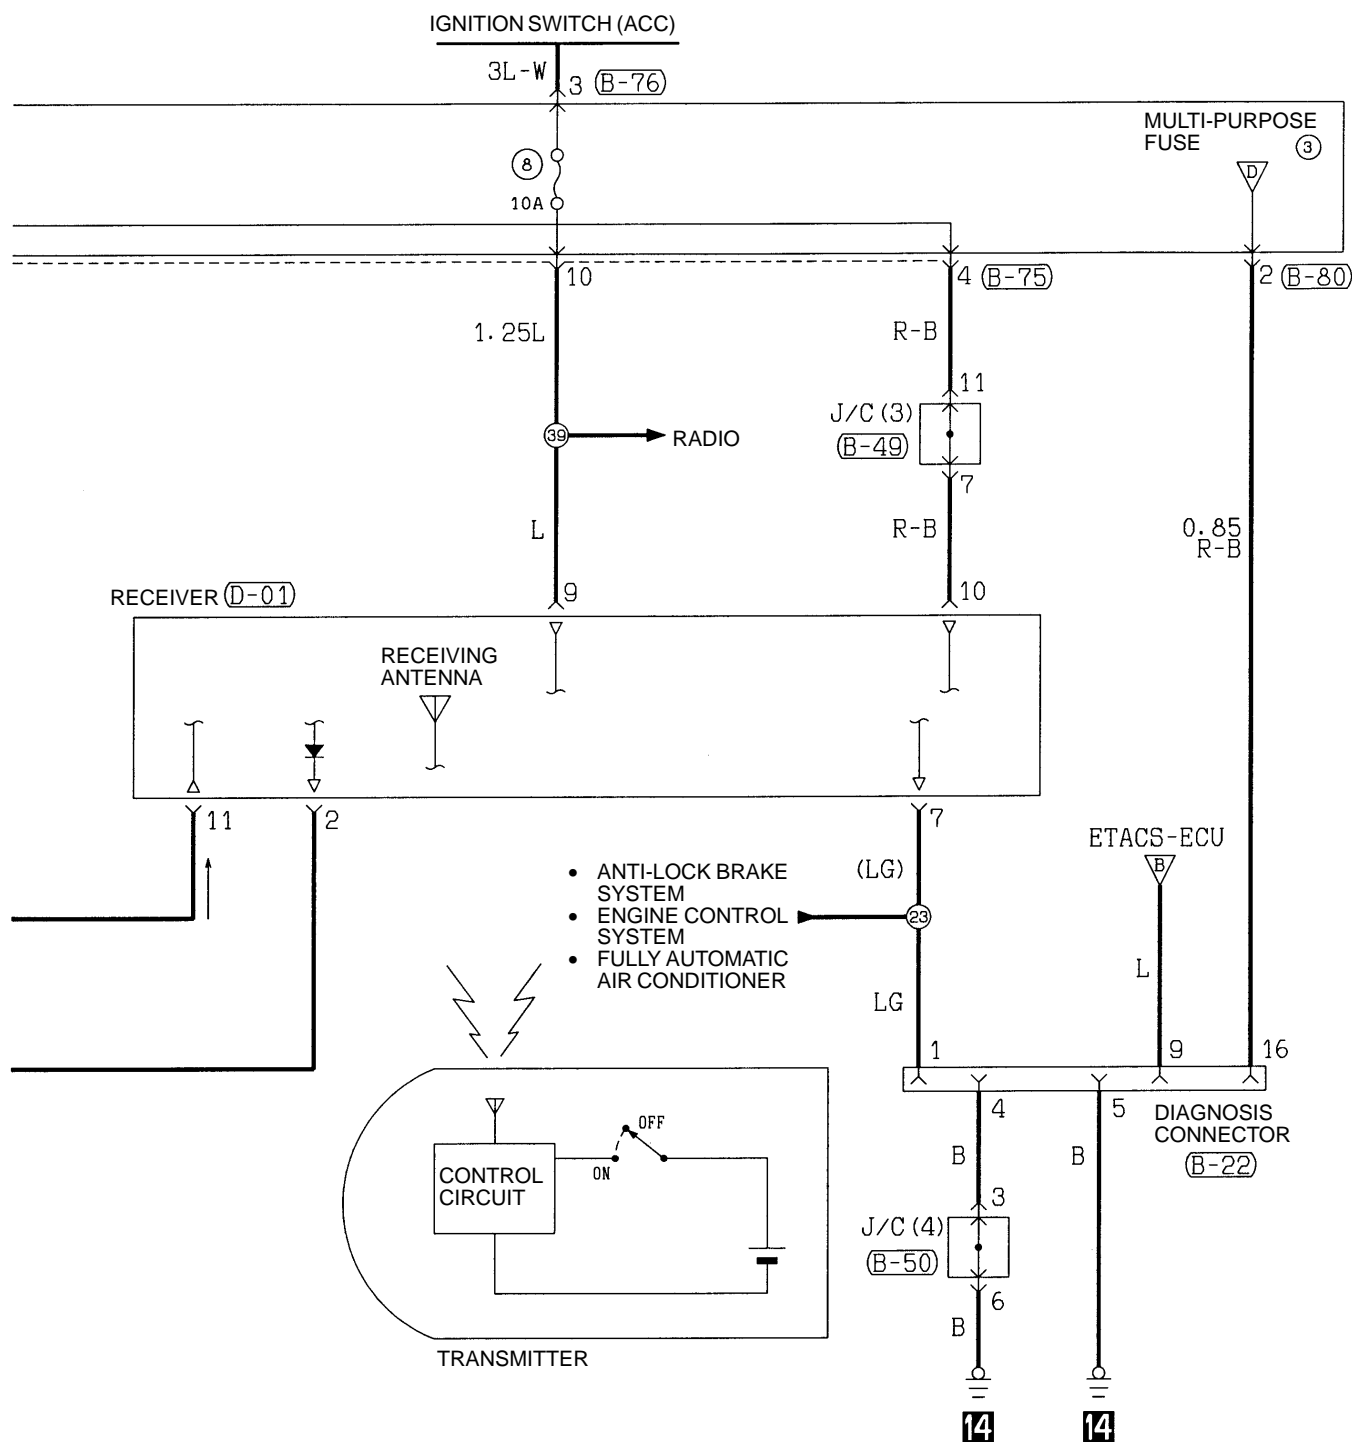 IGNITION SWITCH (ACC)
3L-W
3 (B-76)
MULTI-PURPOSE
FUSE
3
8
D
10A
10
4 (B-75)
2 (B-80)
1.25L
R-B
11
J/C (3)
39
RADIO
(B-49)
7
L
R-B
0.85
R-B
9
10
RECEIVER (D-01)
RECEIVING
ANTENNA
11
2
7
ETACS-ECU
B
(LG)
• ANTI-LOCK BRAKE
SYSTEM
• ENGINE CONTROL
SYSTEM
23
• FULLY AUTOMATIC
AIR CONDITIONER
L
LG
1
9
16
4
5
DIAGNOSIS
CONNECTOR
(B-22)
OFF
ON
CONTROL
CIRCUIT
B
B
3
J/C (4)
(B-50)
6
B
TRANSMITTER
14
14